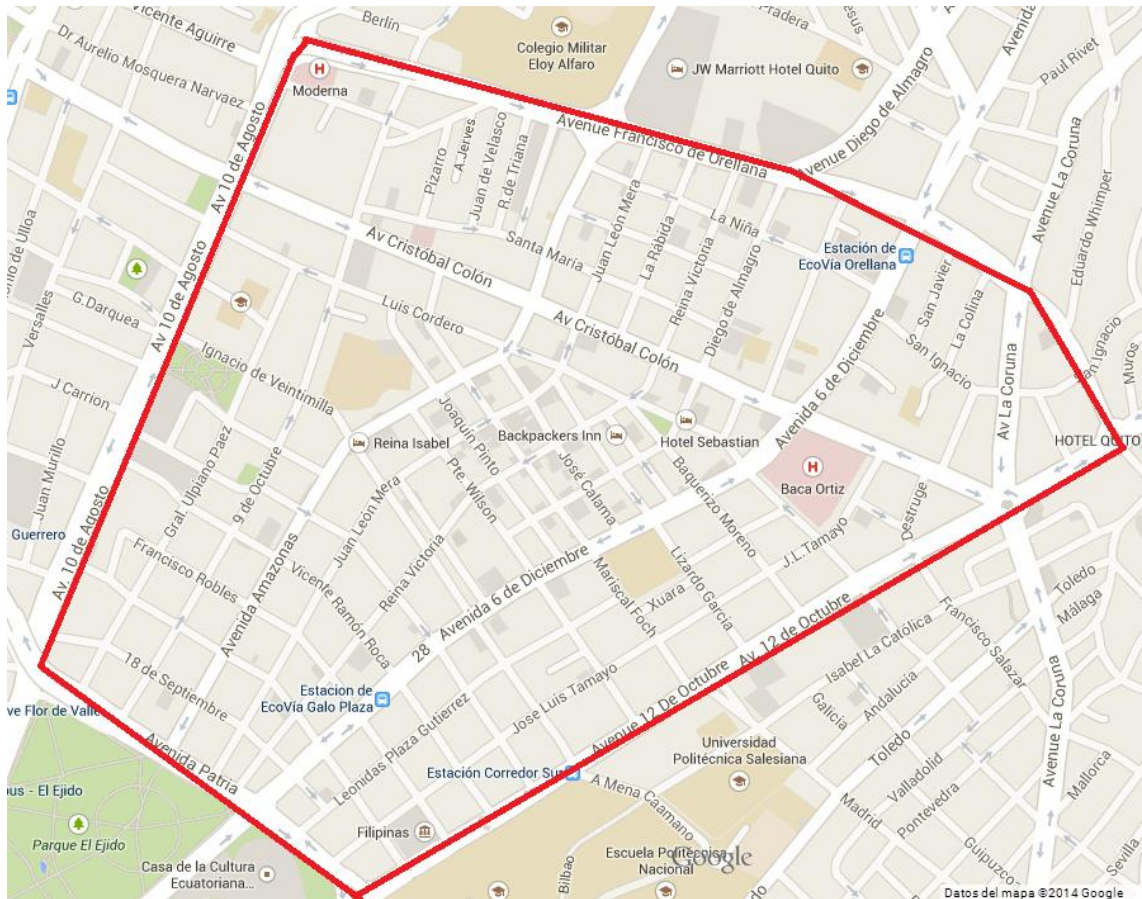 Vicente Aguirre
Berlín
Dr Aurelio Mosquera Narvaez
Colegio Militar
Eloy Alfaro
Paul Rivet
JW Marriott Hotel Quito
Moderna
Avenue Francisco de Orellana
Avenue Diego de Almagro
Avenue La Coruna
Av 10 de Agosto
Pizarro
A.Jerves
Juan de Velasco
R.de Triana
Eduardo Whimper
Juan León Mera
La Rábida
Reina Victoria
La Niña
Diego de Almagro
Santa María
Av Cristóbal Colón
Estación de
EcoVía Orellana
Av 10 de Agosto
Versalles
G.Darquea
Luis Cordero
Av Cristóbal Colón
San Javier
La Colina
San Ignacio
San Ignacio
Muros
Ignacio de Veintimilla
J Carrion
Avenida 6 de Diciembre
Av La Coruna
Joaquín Pinto
Reina Isabel
Backpackers Inn
Hotel Sebastian
HOTEL QUITO
Juan Murillo
Gral. Ulpiano Paez
9 de Octubre
Pte. Wilson
José Calama
Baquerizo Moreno
Baca Ortiz
Guerrero
Av. 10 de Agosto
Juan León Mera
Destruge
J.L.Tamayo
Francisco Robles
Avenida Amazonas
Vicente Ramón Roca
Reina Victoria
Avenida 6 de Diciembre
28
Mariscal Foch
Xuara
Lizardo García
Toledo
Málaga
Av. 12 de Octubre
Isabel La Católica
Francisco Salazar
18 de Septiembre
Estacion de
EcoVía Galo Plaza
Jose Luis Tamayo
Andalucia
Galicia
Avenue 12 De Octubre
Avenue La Coruna
Avenida Patria
Leonidas Plaza Gutierrez
Universidad
Politécnica Salesiana
Toledo
Valladolid
Mallorca
Estación Corredor Sur
A Mena Caamano
Madrid
Pontevedra
El Ejido
Parque El Ejido
Filipinas
Guipuzcoa
Sevilla
Casa de la Cultura
Ecuatoriana...
Bilbao
Escuela Politécnica
Nacional
Google
Datos del mapa ©2014 Google